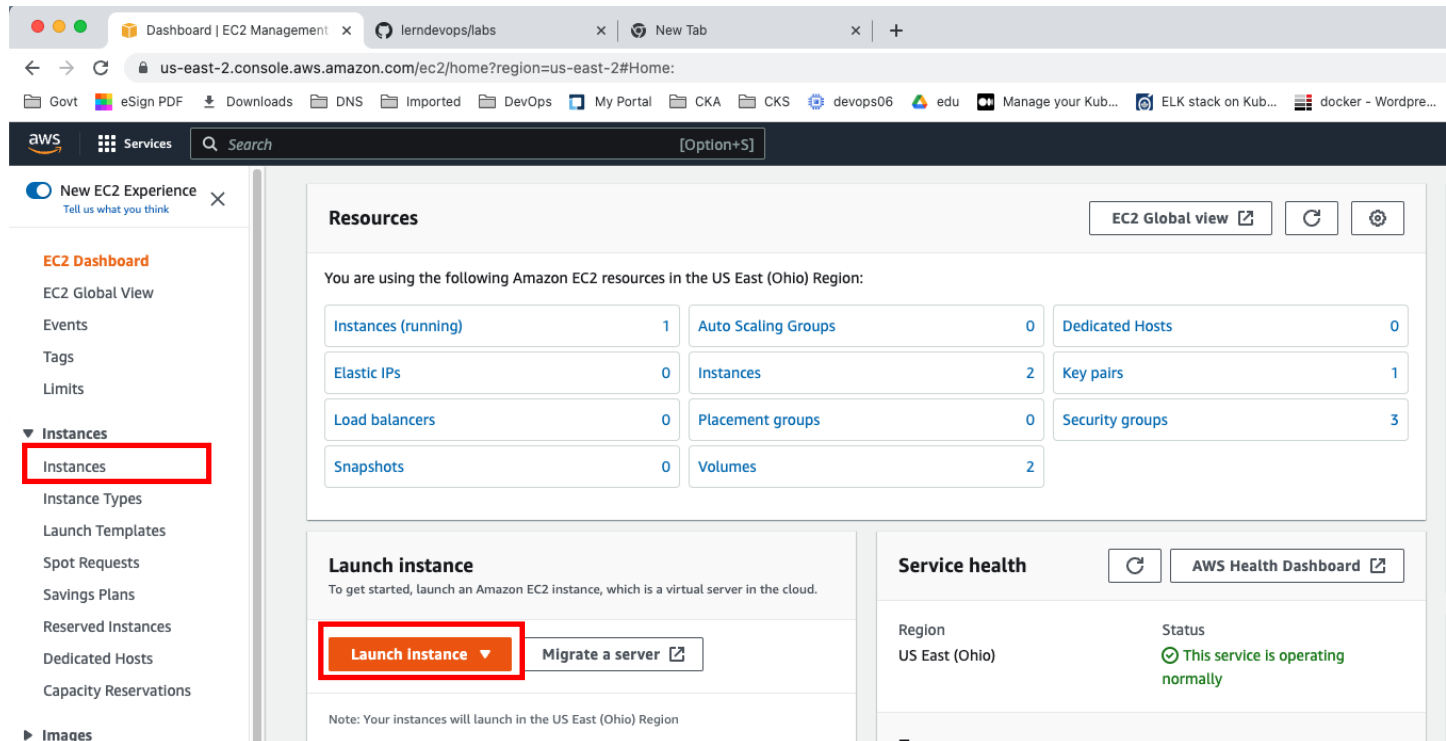 Dashboard | EC2 Management
lerndevops/labs
New Tab
us-east-2.console.aws.amazon.com/ec2/home?region=us-east-2#Home:
Govt eSign PDF Downloads DNS Imported DevOps My Portal CKA CKS devops06 edu Manage your Kub... ELK stack on Kub... docker - Wordpre...
aws Services Search [Option+S]
New EC2 Experience
Tell us what you think
EC2 Dashboard
EC2 Global View
Events
Tags
Limits
Instances
Instances
Instance Types
Launch Templates
Spot Requests
Savings Plans
Reserved Instances
Dedicated Hosts
Capacity Reservations
Images
Resources
EC2 Global view
You are using the following Amazon EC2 resources in the US East (Ohio) Region:
Instances (running) 1 Auto Scaling Groups 0 Dedicated Hosts 0
Elastic IPs 0 Instances 2 Key pairs 1
Load balancers 0 Placement groups 0 Security groups 3
Snapshots 0 Volumes 2
Launch instance
To get started, launch an Amazon EC2 instance, which is a virtual server in the cloud.
Launch instance Migrate a server
Note: Your instances will launch in the US East (Ohio) Region
Service health
AWS Health Dashboard
Region
US East (Ohio)
Status
This service is operating
normally